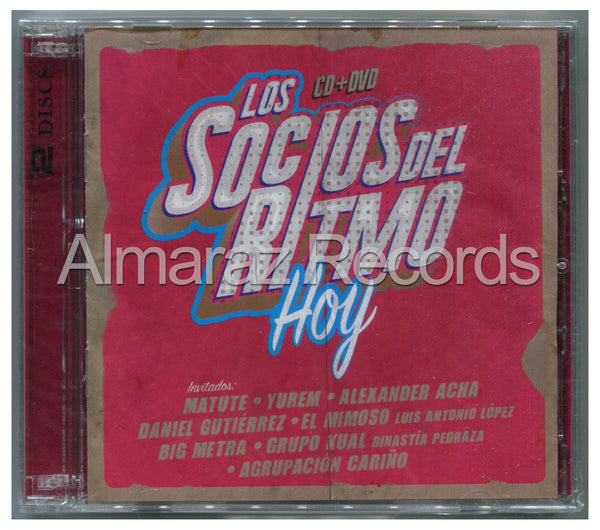 2 DISCS
CD+DVD
LOS
SOCIOS DEL
RITMO
Hoy
Almaraz Records
Invitados:
MATUTE • YUREM • ALEXANDER ACHA
DANIEL GUTIÉRREZ • EL MIMOSO LUIS ANTONIO LÓPEZ
BIG METRA • GRUPO XUAL DINASTÍA PEDRAZA
• AGRUPACIÓN CARIÑO